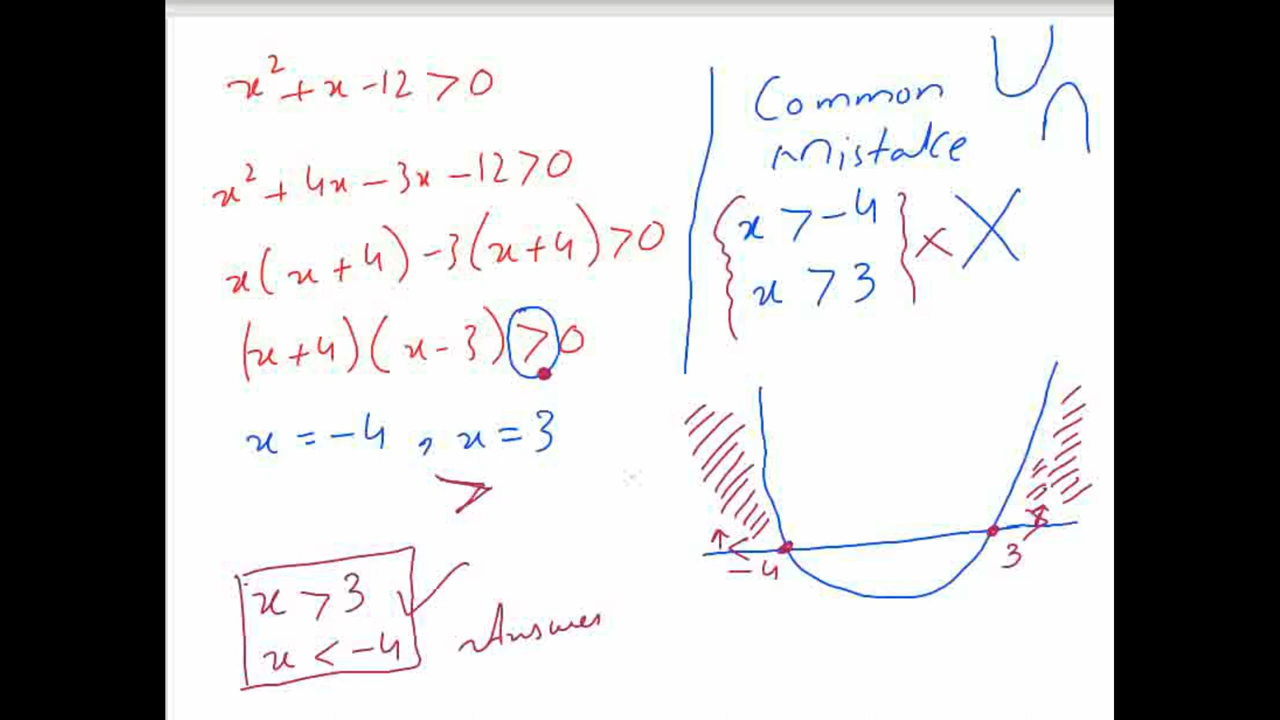 x² + x - 12 > 0
x² + 4x - 3x - 12 > 0
x(x + 4) - 3(x + 4) > 0
(x + 4)(x - 3) > 0
x = -4 , x = 3
>
x > 3
x < -4
Answer
Common
mistake
x > -4
x > 3
-4
3